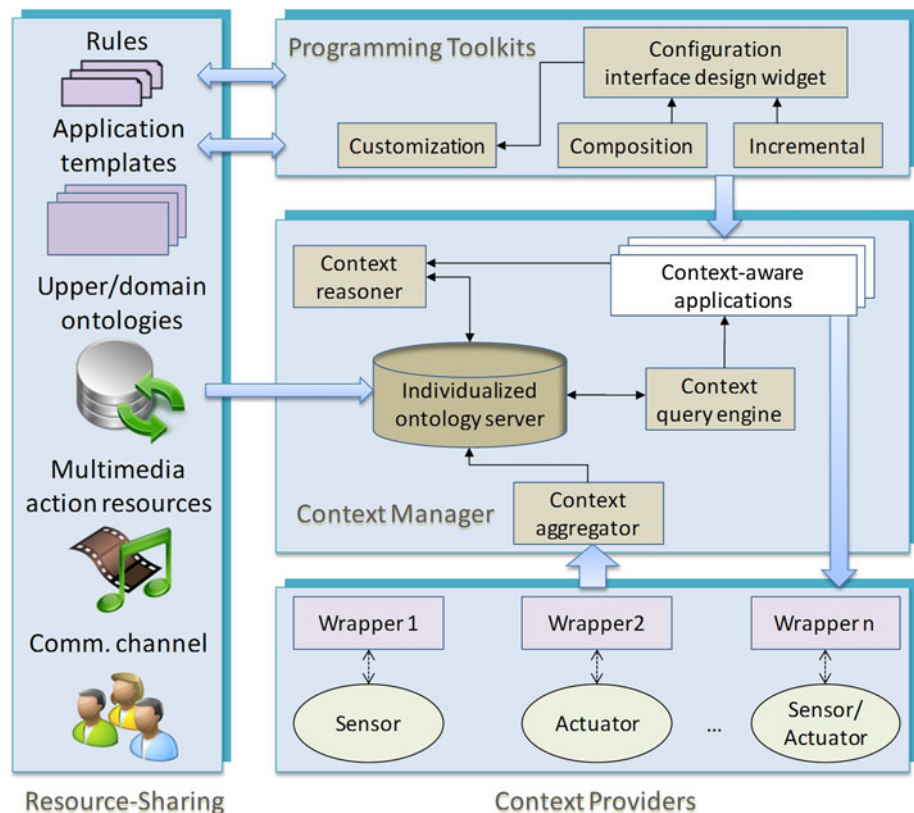 Rules
Application
templates
Upper/domain
ontologies
Multimedia
action resources
Comm. channel
Resource-Sharing
Programming Toolkits
Configuration
interface design widget
Customization
Composition
Incremental
Context
reasoner
Context-aware
applications
Individualized
ontology server
Context
query engine
Context Manager
Context
aggregator
Wrapper 1
Wrapper2
Wrapper n
Sensor
Actuator
...
Sensor/
Actuator
Context Providers